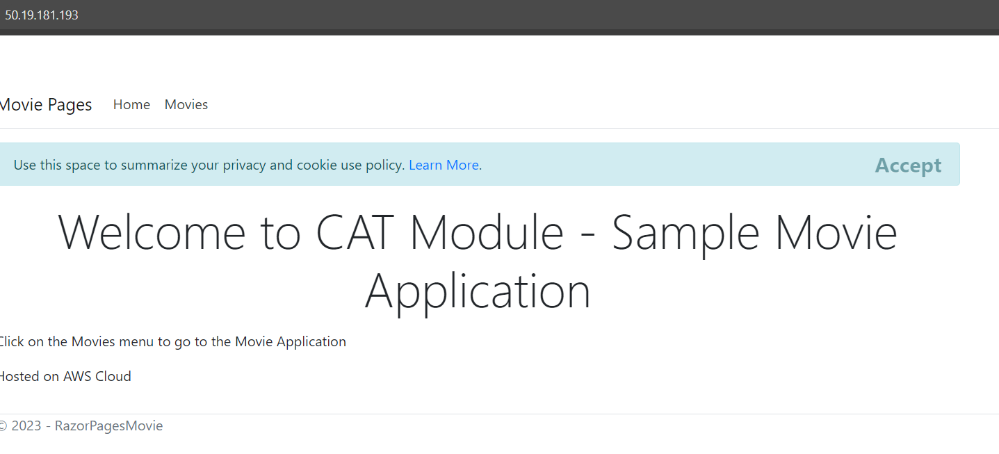 50.19.181.193
Movie Pages Home Movies
Use this space to summarize your privacy and cookie use policy. Learn More. Accept
Welcome to CAT Module - Sample Movie
Application
Click on the Movies menu to go to the Movie Application
Hosted on AWS Cloud
© 2023 - RazorPagesMovie